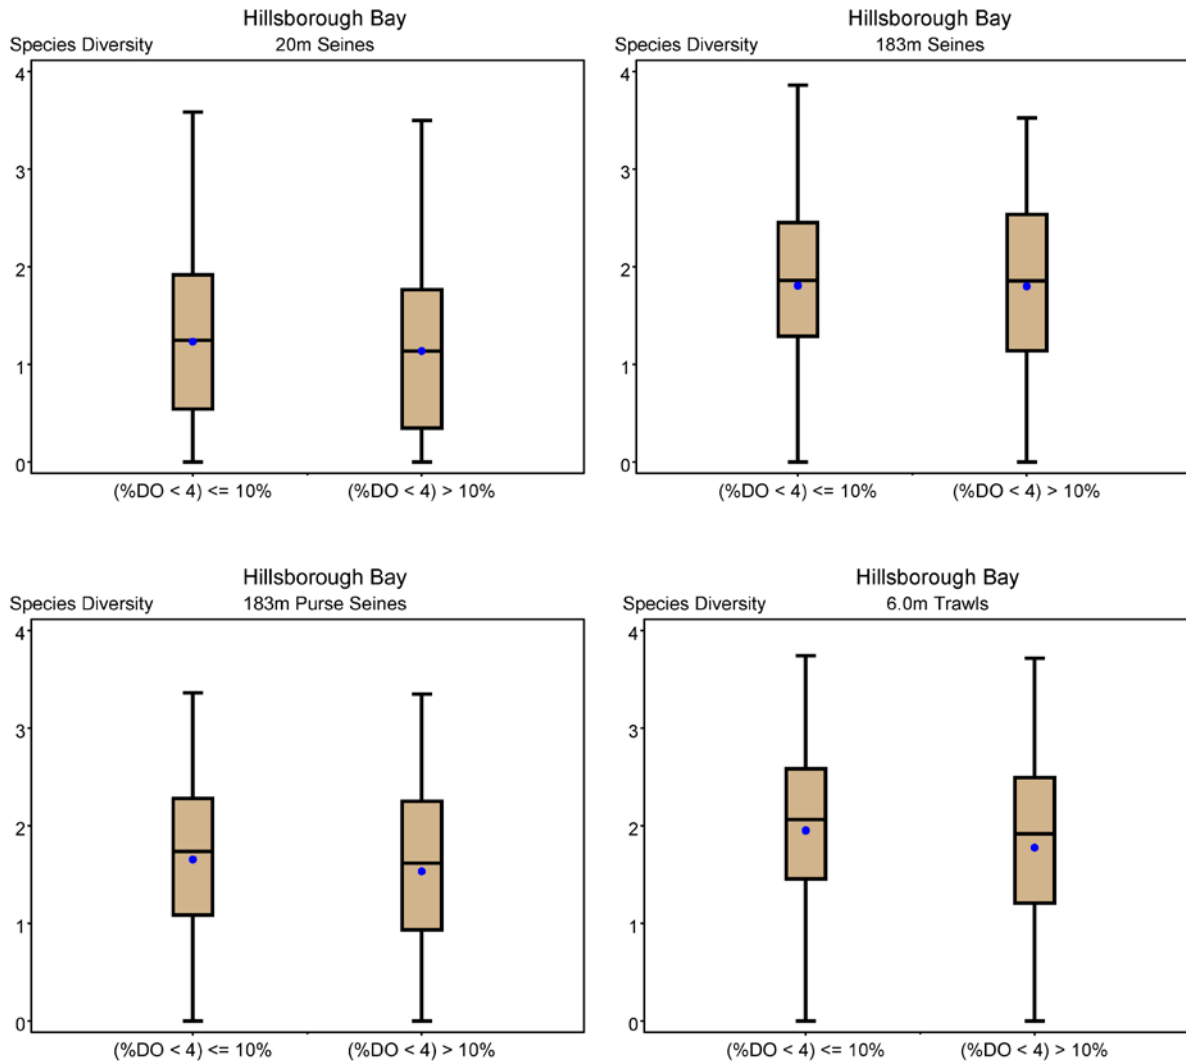 Hillsborough Bay
Species Diversity 20m Seines
4
3
2
1
0
(%DO < 4) <= 10% (%DO < 4) > 10%
Hillsborough Bay
Species Diversity 183m Seines
4
3
2
1
0
(%DO < 4) <= 10% (%DO < 4) > 10%
Hillsborough Bay
Species Diversity 183m Purse Seines
4
3
2
1
0
(%DO < 4) <= 10% (%DO < 4) > 10%
Hillsborough Bay
Species Diversity 6.0m Trawls
4
3
2
1
0
(%DO < 4) <= 10% (%DO < 4) > 10%